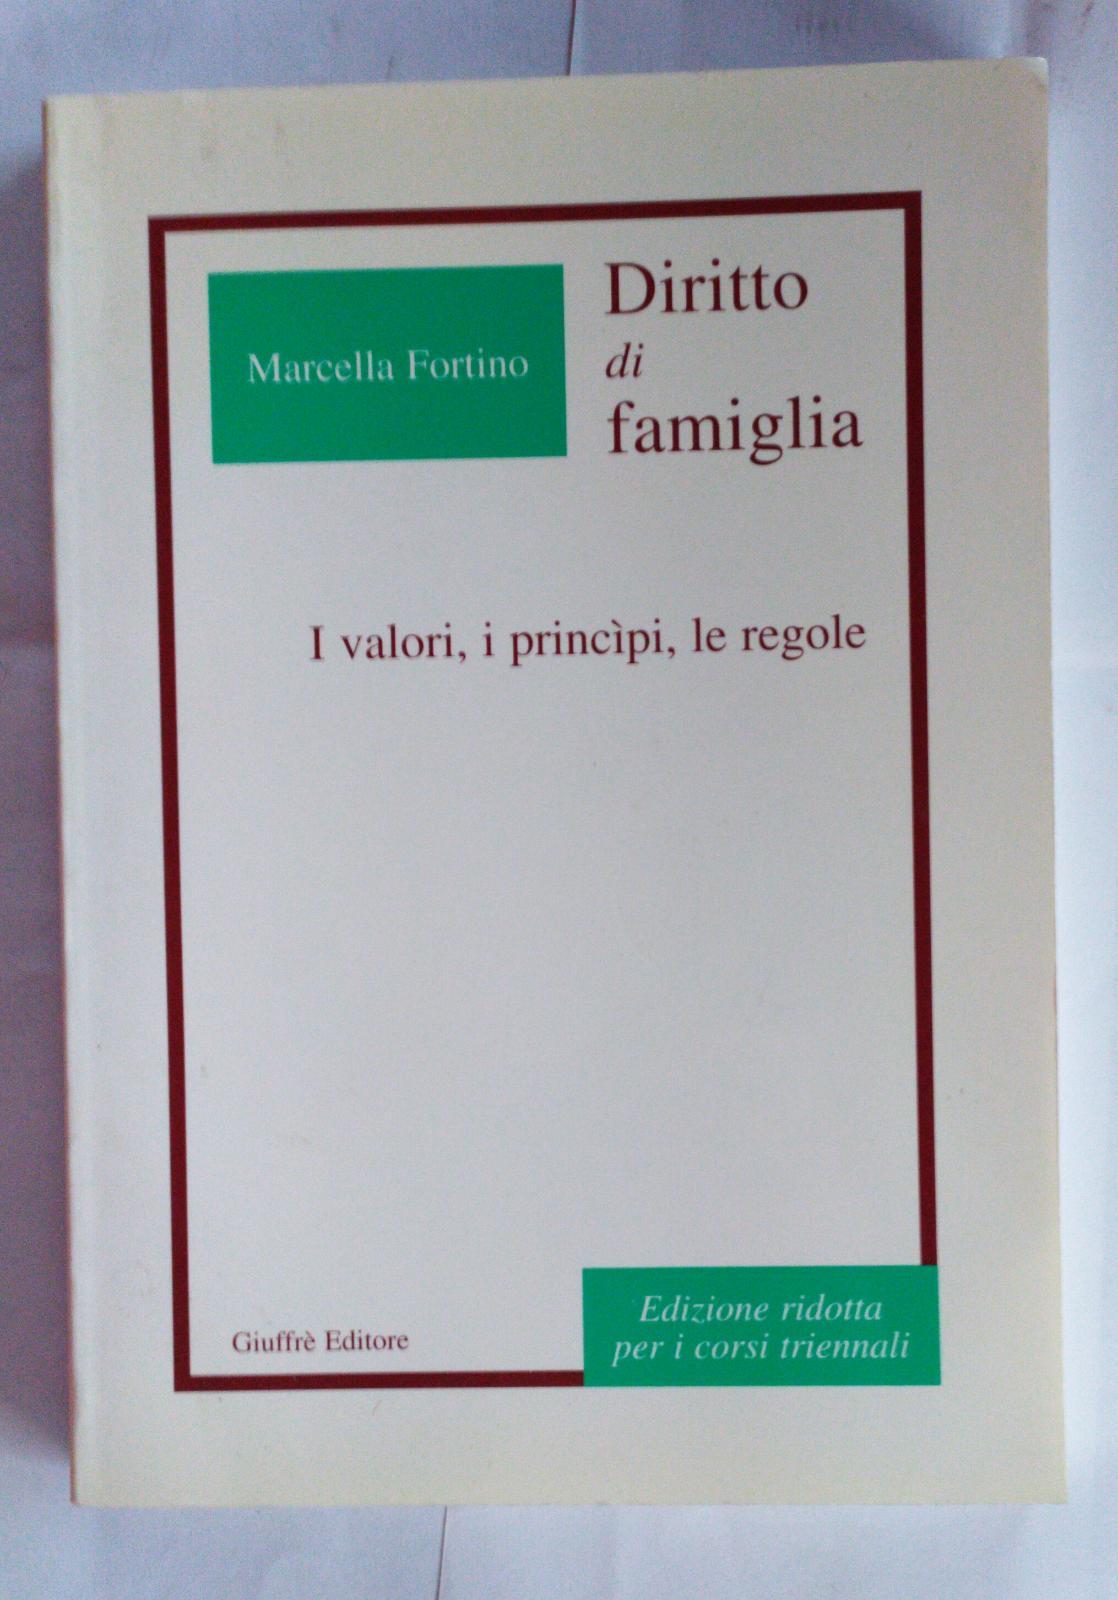 Marcella Fortino
Diritto
di
famiglia
I valori, i princìpi, le regole
Giuffrè Editore
Edizione ridotta
per i corsi triennali